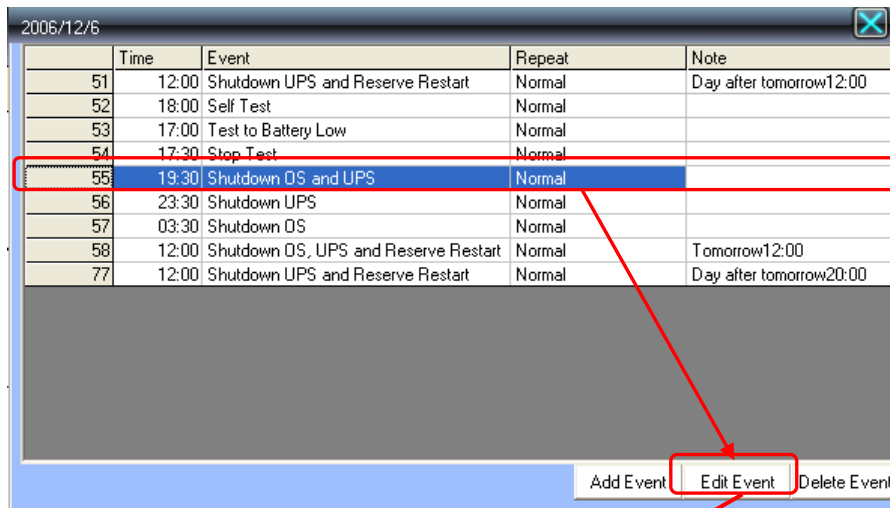 2006/12/6
Time Event Repeat Note
51 12:00 Shutdown UPS and Reserve Restart Normal Day after tomorrow12:00
52 18:00 Self Test Normal
53 17:00 Test to Battery Low Normal
54 17:30 Stop Test Normal
55 19:30 Shutdown OS and UPS Normal
56 23:30 Shutdown UPS Normal
57 03:30 Shutdown OS Normal
58 12:00 Shutdown OS, UPS and Reserve Restart Normal Tomorrow12:00
77 12:00 Shutdown UPS and Reserve Restart Normal Day after tomorrow20:00
Add Event Edit Event Delete Event